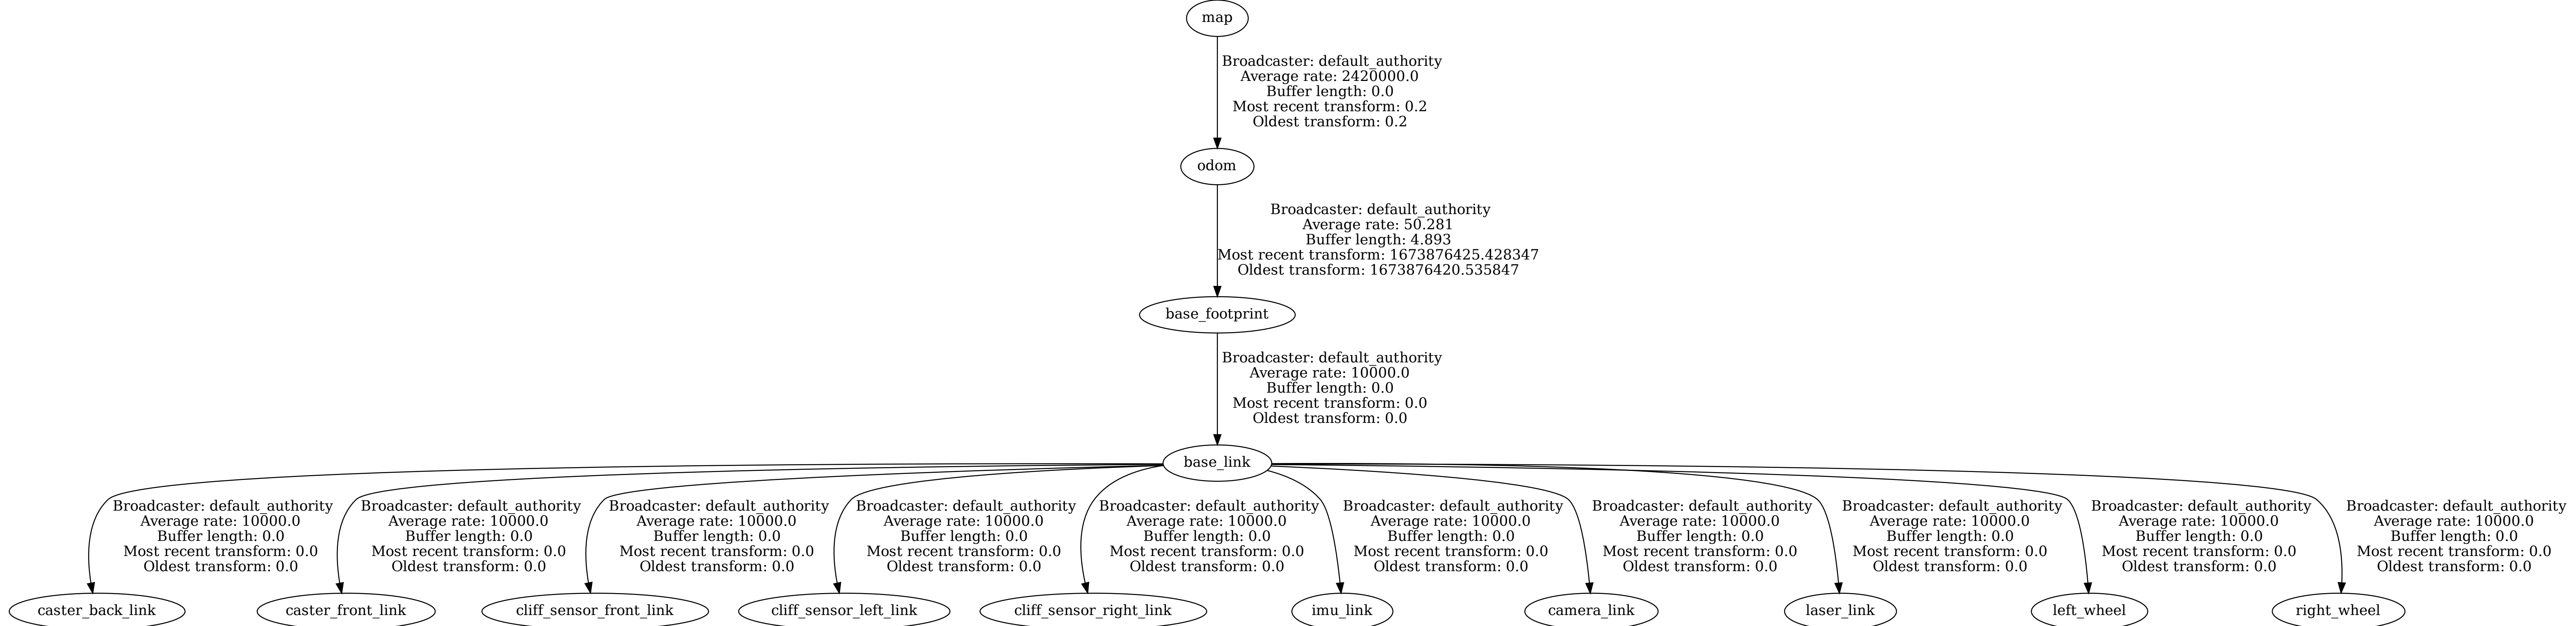 map
Broadcaster: default_authority
Average rate: 2420000.0
Buffer length: 0.0
Most recent transform: 0.2
Oldest transform: 0.2
odom
Broadcaster: default_authority
Average rate: 50.281
Buffer length: 4.893
Most recent transform: 1673876425.428347
Oldest transform: 1673876420.535847
base_footprint
Broadcaster: default_authority
Average rate: 10000.0
Buffer length: 0.0
Most recent transform: 0.0
Oldest transform: 0.0
base_link
Broadcaster: default_authority
Average rate: 10000.0
Buffer length: 0.0
Most recent transform: 0.0
Oldest transform: 0.0
caster_back_link
Broadcaster: default_authority
Average rate: 10000.0
Buffer length: 0.0
Most recent transform: 0.0
Oldest transform: 0.0
caster_front_link
Broadcaster: default_authority
Average rate: 10000.0
Buffer length: 0.0
Most recent transform: 0.0
Oldest transform: 0.0
cliff_sensor_front_link
Broadcaster: default_authority
Average rate: 10000.0
Buffer length: 0.0
Most recent transform: 0.0
Oldest transform: 0.0
cliff_sensor_left_link
Broadcaster: default_authority
Average rate: 10000.0
Buffer length: 0.0
Most recent transform: 0.0
Oldest transform: 0.0
cliff_sensor_right_link
Broadcaster: default_authority
Average rate: 10000.0
Buffer length: 0.0
Most recent transform: 0.0
Oldest transform: 0.0
imu_link
Broadcaster: default_authority
Average rate: 10000.0
Buffer length: 0.0
Most recent transform: 0.0
Oldest transform: 0.0
camera_link
Broadcaster: default_authority
Average rate: 10000.0
Buffer length: 0.0
Most recent transform: 0.0
Oldest transform: 0.0
laser_link
Broadcaster: default_authority
Average rate: 10000.0
Buffer length: 0.0
Most recent transform: 0.0
Oldest transform: 0.0
left_wheel
Broadcaster: default_authority
Average rate: 10000.0
Buffer length: 0.0
Most recent transform: 0.0
Oldest transform: 0.0
right_wheel